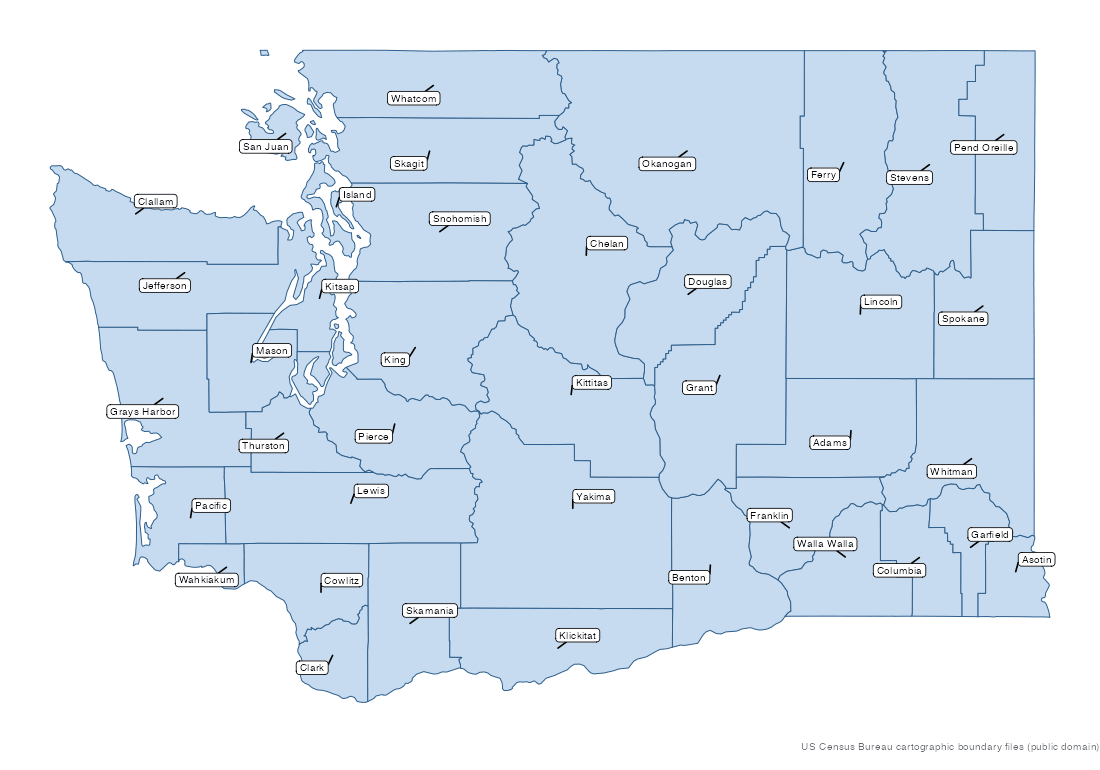 Whatcom
San Juan
Skagit
Okanogan
Pend Oreille
Ferry
Stevens
Clallam
Island
Snohomish
Chelan
Jefferson
Kitsap
Douglas
Lincoln
Spokane
Mason
King
Kittitas
Grant
Grays Harbor
Thurston
Pierce
Adams
Whitman
Pacific
Lewis
Yakima
Franklin
Walla Walla
Garfield
Asotin
Columbia
Benton
Wahkiakum
Cowlitz
Skamania
Klickitat
Clark
US Census Bureau cartographic boundary files (public domain)